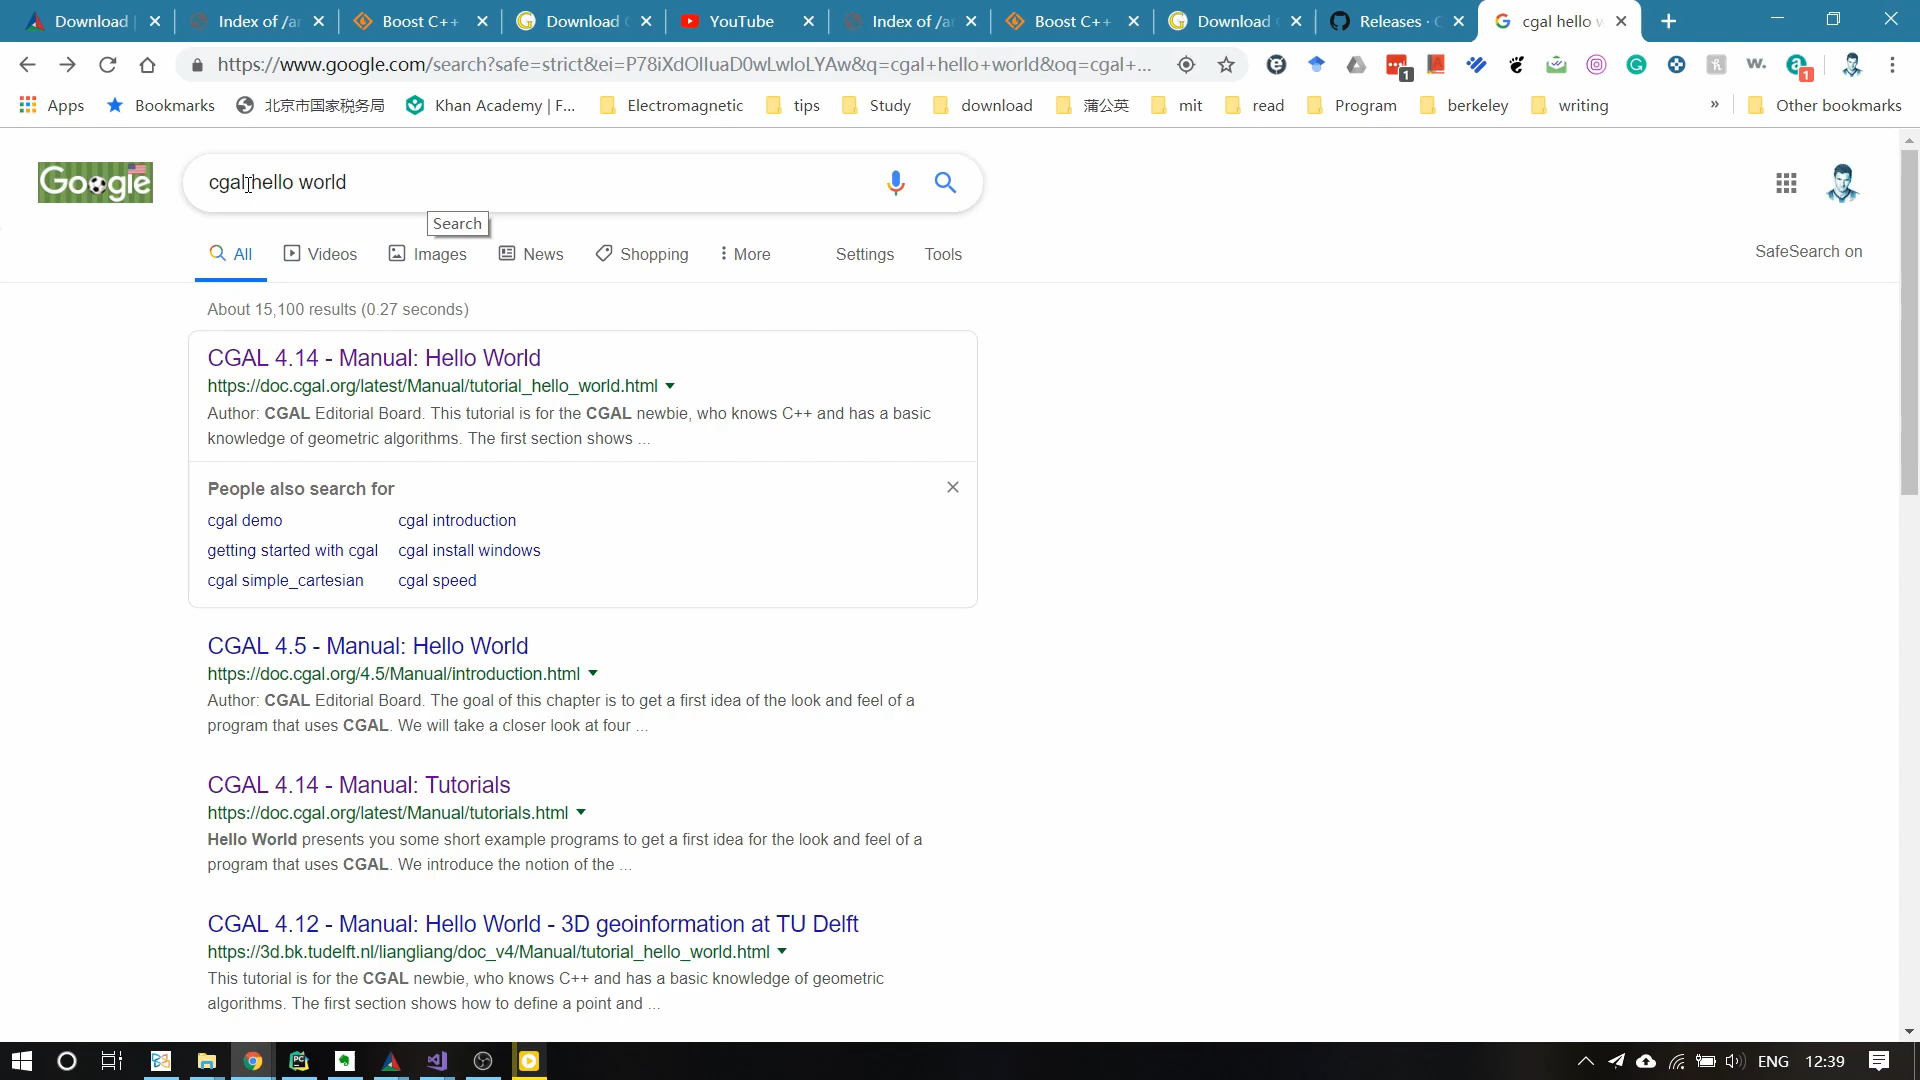 Download
Index of /ar
Boost C++
Download
YouTube
Index of /ar
Boost C++
Download
Releases ·
cgal hello w
https://www.google.com/search?safe=strict&ei=P78iXdOlIuaD0wLwloLYAw&q=cgal+hello+world&oq=cgal+...
1
w.
1
Apps
Bookmarks
北京市国家税务局
Khan Academy | F...
Electromagnetic
tips
Study
download
蒲公英
mit
read
Program
berkeley
writing
»
Other bookmarks
Google
cgal hello world
Search
All
Videos
Images
News
Shopping
More
Settings
Tools
SafeSearch on
About 15,100 results (0.27 seconds)
CGAL 4.14 - Manual: Hello World
https://doc.cgal.org/latest/Manual/tutorial_hello_world.html
Author: CGAL Editorial Board. This tutorial is for the CGAL newbie, who knows C++ and has a basic
knowledge of geometric algorithms. The first section shows ...
People also search for
cgal demo
cgal introduction
getting started with cgal
cgal install windows
cgal simple_cartesian
cgal speed
CGAL 4.5 - Manual: Hello World
https://doc.cgal.org/4.5/Manual/introduction.html
Author: CGAL Editorial Board. The goal of this chapter is to get a first idea of the look and feel of a
program that uses CGAL. We will take a closer look at four ...
CGAL 4.14 - Manual: Tutorials
https://doc.cgal.org/latest/Manual/tutorials.html
Hello World presents you some short example programs to get a first idea for the look and feel of a
program that uses CGAL. We introduce the notion of the ...
CGAL 4.12 - Manual: Hello World - 3D geoinformation at TU Delft
https://3d.bk.tudelft.nl/liangliang/doc_v4/Manual/tutorial_hello_world.html
This tutorial is for the CGAL newbie, who knows C++ and has a basic knowledge of geometric
algorithms. The first section shows how to define a point and ...
ENG
12:39